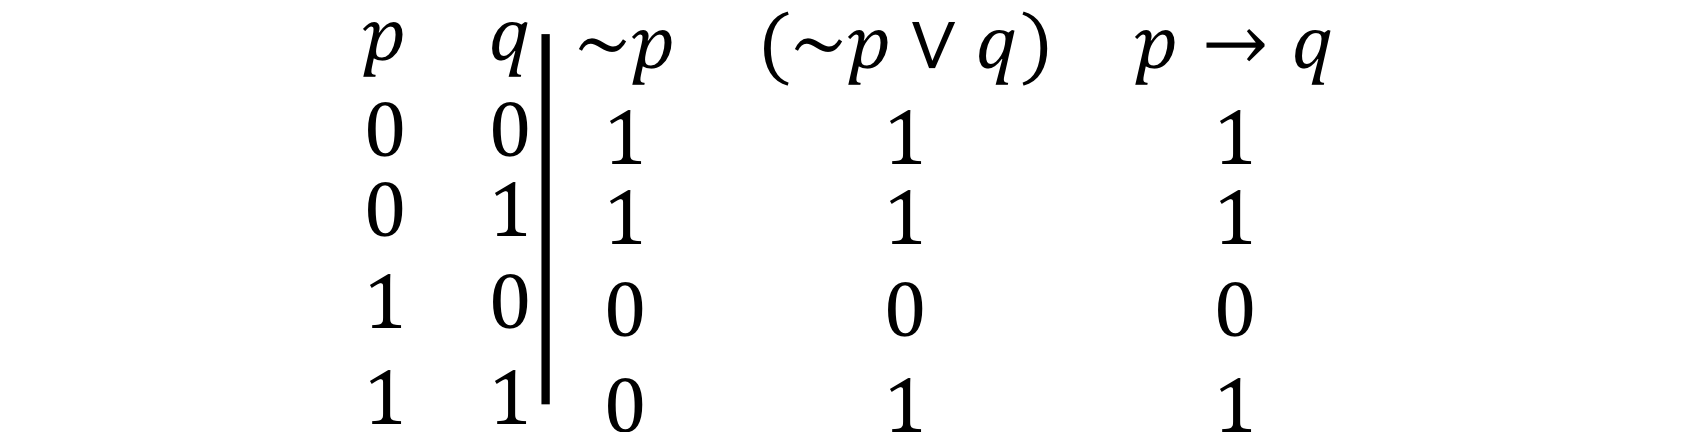 p q ~p (~p ∨ q) p → q
0 0 1 1 1
0 1 1 1 1
1 0 0 0 0
1 1 0 1 1